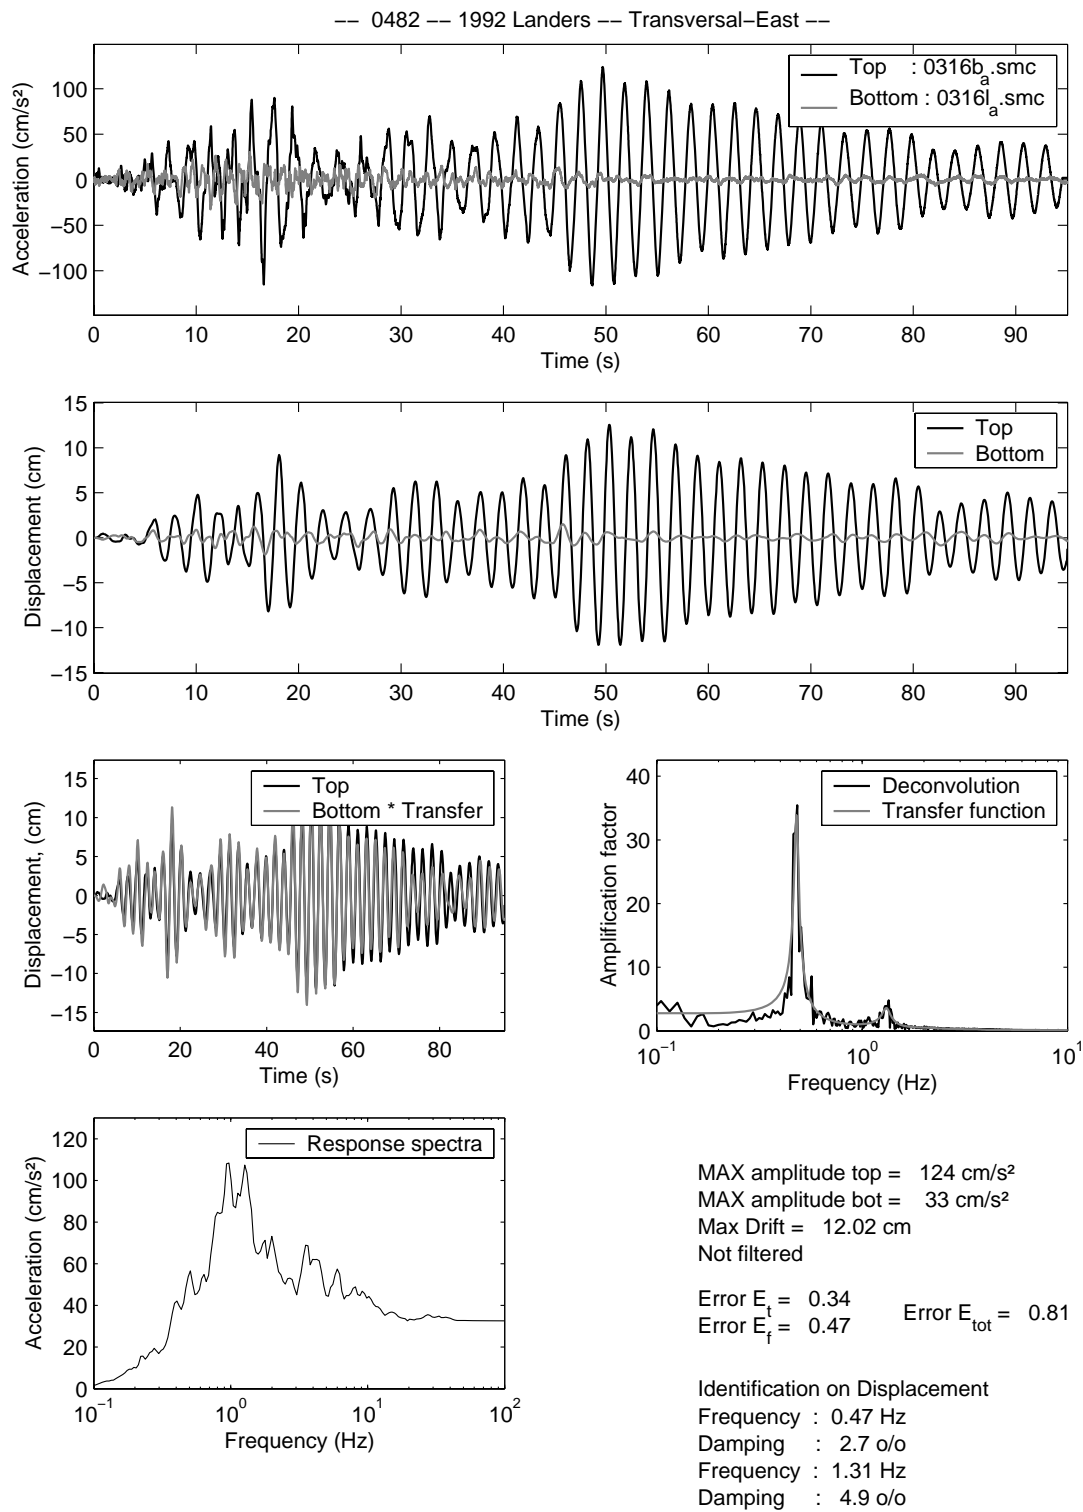 -- 0482 -- 1992 Landers -- Transversal-East --
Acceleration (cm/s²)
100
50
0
-50
-100
Top : 0316b_a.smc
Bottom : 0316l_a.smc
0 10 20 30 40 50 60 70 80 90
Time (s)
Displacement (cm)
15
10
5
0
-5
-10
-15
Top
Bottom
0 10 20 30 40 50 60 70 80 90
Time (s)
Displacement, (cm)
15
10
5
0
-5
-10
-15
Top
Bottom * Transfer
0 20 40 60 80
Time (s)
Amplification factor
40
30
20
10
0
Deconvolution
Transfer function
10^-1 10^0 10^1
Frequency (Hz)
Acceleration (cm/s²)
120
100
80
60
40
20
0
Response spectra
10^-1 10^0 10^1 10^2
Frequency (Hz)
MAX amplitude top = 124 cm/s²
MAX amplitude bot = 33 cm/s²
Max Drift = 12.02 cm
Not filtered
Error E_t = 0.34
Error E_f = 0.47
Error E_tot = 0.81
Identification on Displacement
Frequency : 0.47 Hz
Damping : 2.7 o/o
Frequency : 1.31 Hz
Damping : 4.9 o/o